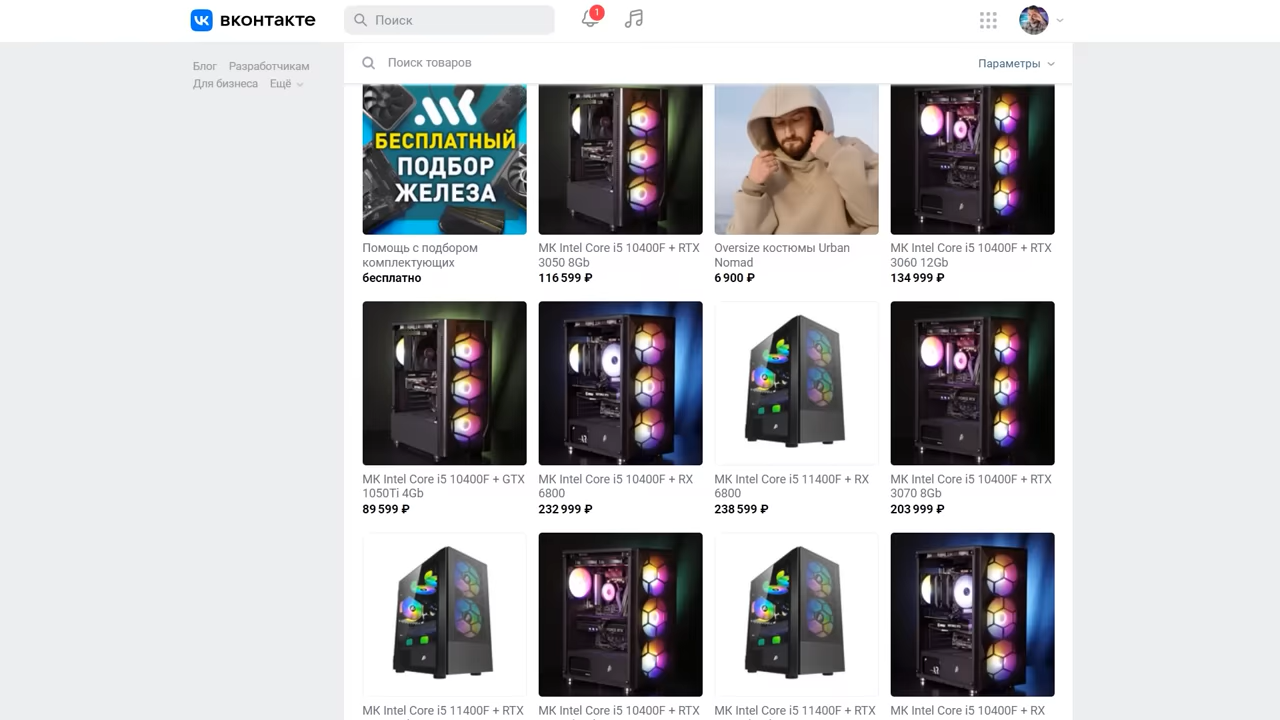 вконтакте
Поиск
1
Блог Разработчикам
Для бизнеса Ещё
Поиск товаров
Параметры
БЕСПЛАТНЫЙ
ПОДБОР
ЖЕЛЕЗА
Помощь с подбором
комплектующих
бесплатно
МК Intel Core i5 10400F + RTX
3050 8Gb
116 599 ₽
Oversize костюмы Urban
Nomad
6 900 ₽
МК Intel Core i5 10400F + RTX
3060 12Gb
134 999 ₽
МК Intel Core i5 10400F + GTX
1050Ti 4Gb
89 599 ₽
МК Intel Core i5 10400F + RX
6800
232 999 ₽
МК Intel Core i5 11400F + RX
6800
238 599 ₽
МК Intel Core i5 10400F + RTX
3070 8Gb
203 999 ₽
МК Intel Core i5 11400F + RTX
МК Intel Core i5 10400F + RTX
МК Intel Core i5 11400F + RTX
МК Intel Core i5 10400F + RX